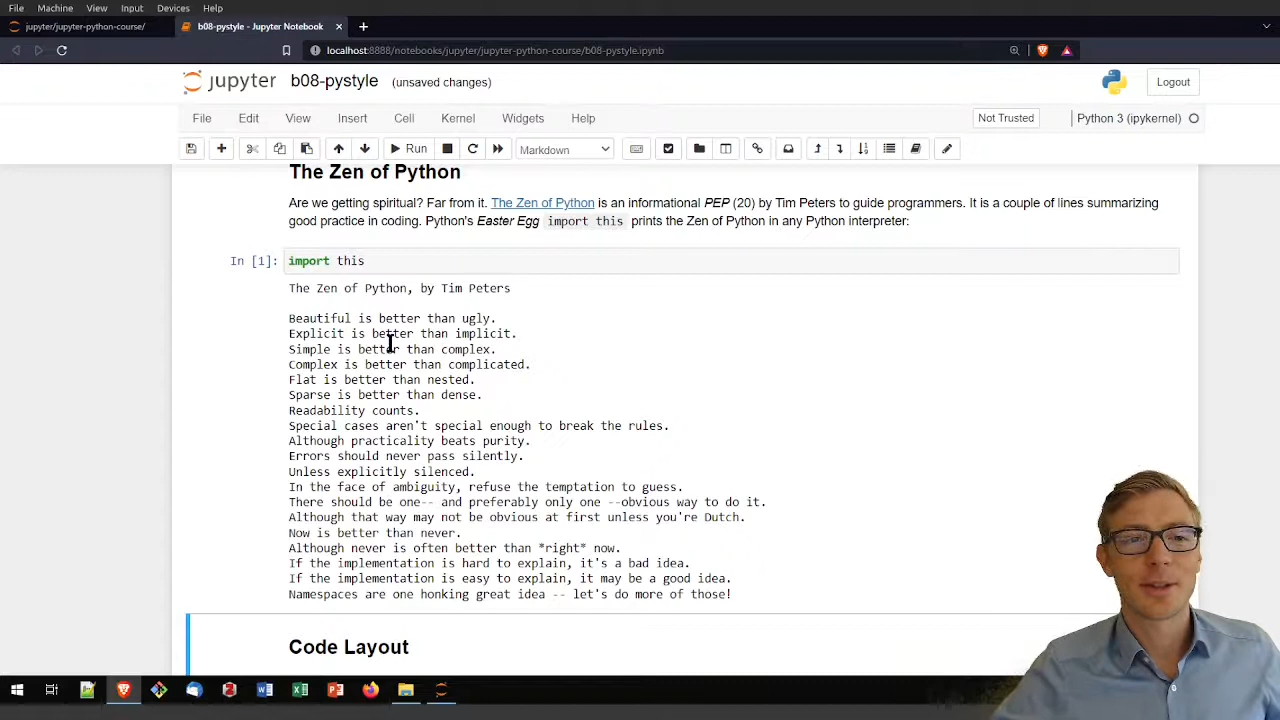 File Machine View Input Devices Help
jupyter/jupyter-python-course/ b08-pystyle - Jupyter Notebook
localhost:8888/notebooks/jupyter/jupyter-python-course/b08-pystyle.ipynb
jupyter b08-pystyle (unsaved changes) Logout
File Edit View Insert Cell Kernel Widgets Help Not Trusted Python 3 (ipykernel)
Run Markdown
The Zen of Python
Are we getting spiritual? Far from it. The Zen of Python is an informational PEP (20) by Tim Peters to guide programmers. It is a couple of lines summarizing
good practice in coding. Python's Easter Egg import this prints the Zen of Python in any Python interpreter:
In [1]: import this
The Zen of Python, by Tim Peters
Beautiful is better than ugly.
Explicit is better than implicit.
Simple is better than complex.
Complex is better than complicated.
Flat is better than nested.
Sparse is better than dense.
Readability counts.
Special cases aren't special enough to break the rules.
Although practicality beats purity.
Errors should never pass silently.
Unless explicitly silenced.
In the face of ambiguity, refuse the temptation to guess.
There should be one-- and preferably only one --obvious way to do it.
Although that way may not be obvious at first unless you're Dutch.
Now is better than never.
Although never is often better than *right* now.
If the implementation is hard to explain, it's a bad idea.
If the implementation is easy to explain, it may be a good idea.
Namespaces are one honking great idea -- let's do more of those!
Code Layout